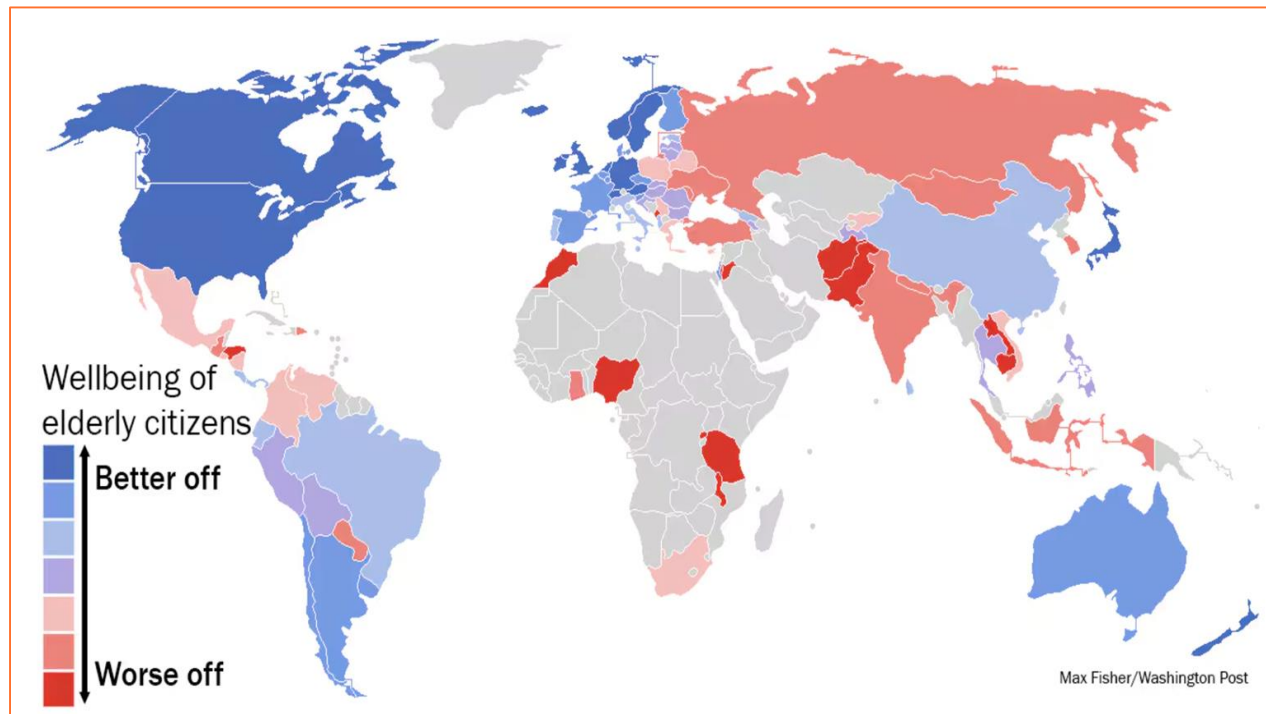 Wellbeing of
elderly citizens
Better off
Worse off
Max Fisher/Washington Post